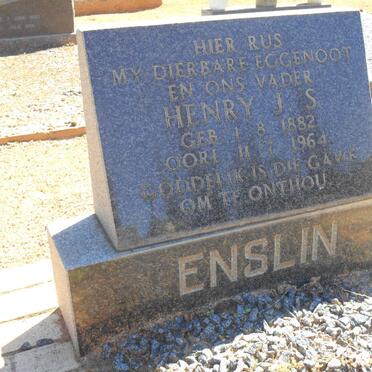 HIER RUS
MY DIERBARE EGGENOOT
EN ONS VADER
HENRY J. S.
GEB. 1.8.1882
OORL. 11.7.1964
GODDELIK IS DIE GAWE
OM TE ONTHOU
ENSLIN